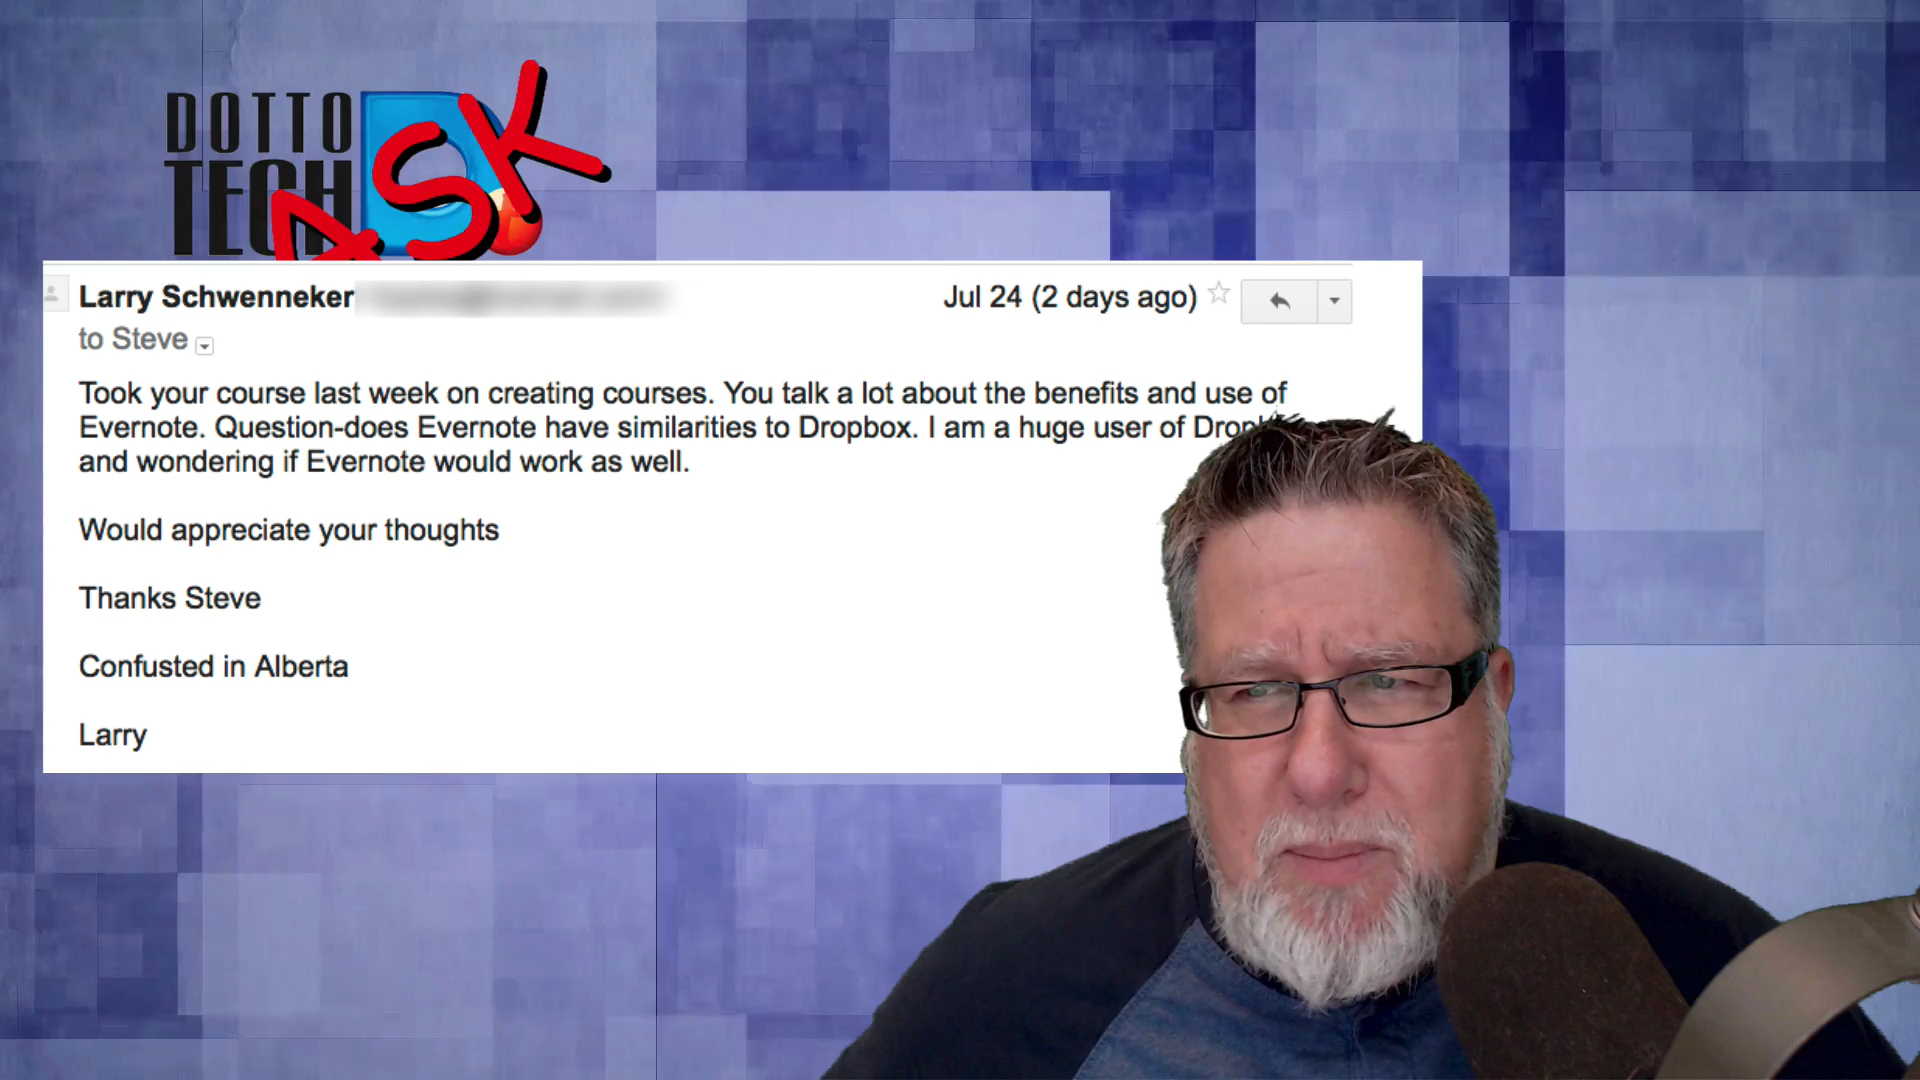 DOTTO
TECH
ASK
Larry Schwenneker
Jul 24 (2 days ago)
to Steve
Took your course last week on creating courses. You talk a lot about the benefits and use of
Evernote. Question-does Evernote have similarities to Dropbox. I am a huge user of
and wondering if Evernote would work as well.
Would appreciate your thoughts
Thanks Steve
Confusted in Alberta
Larry